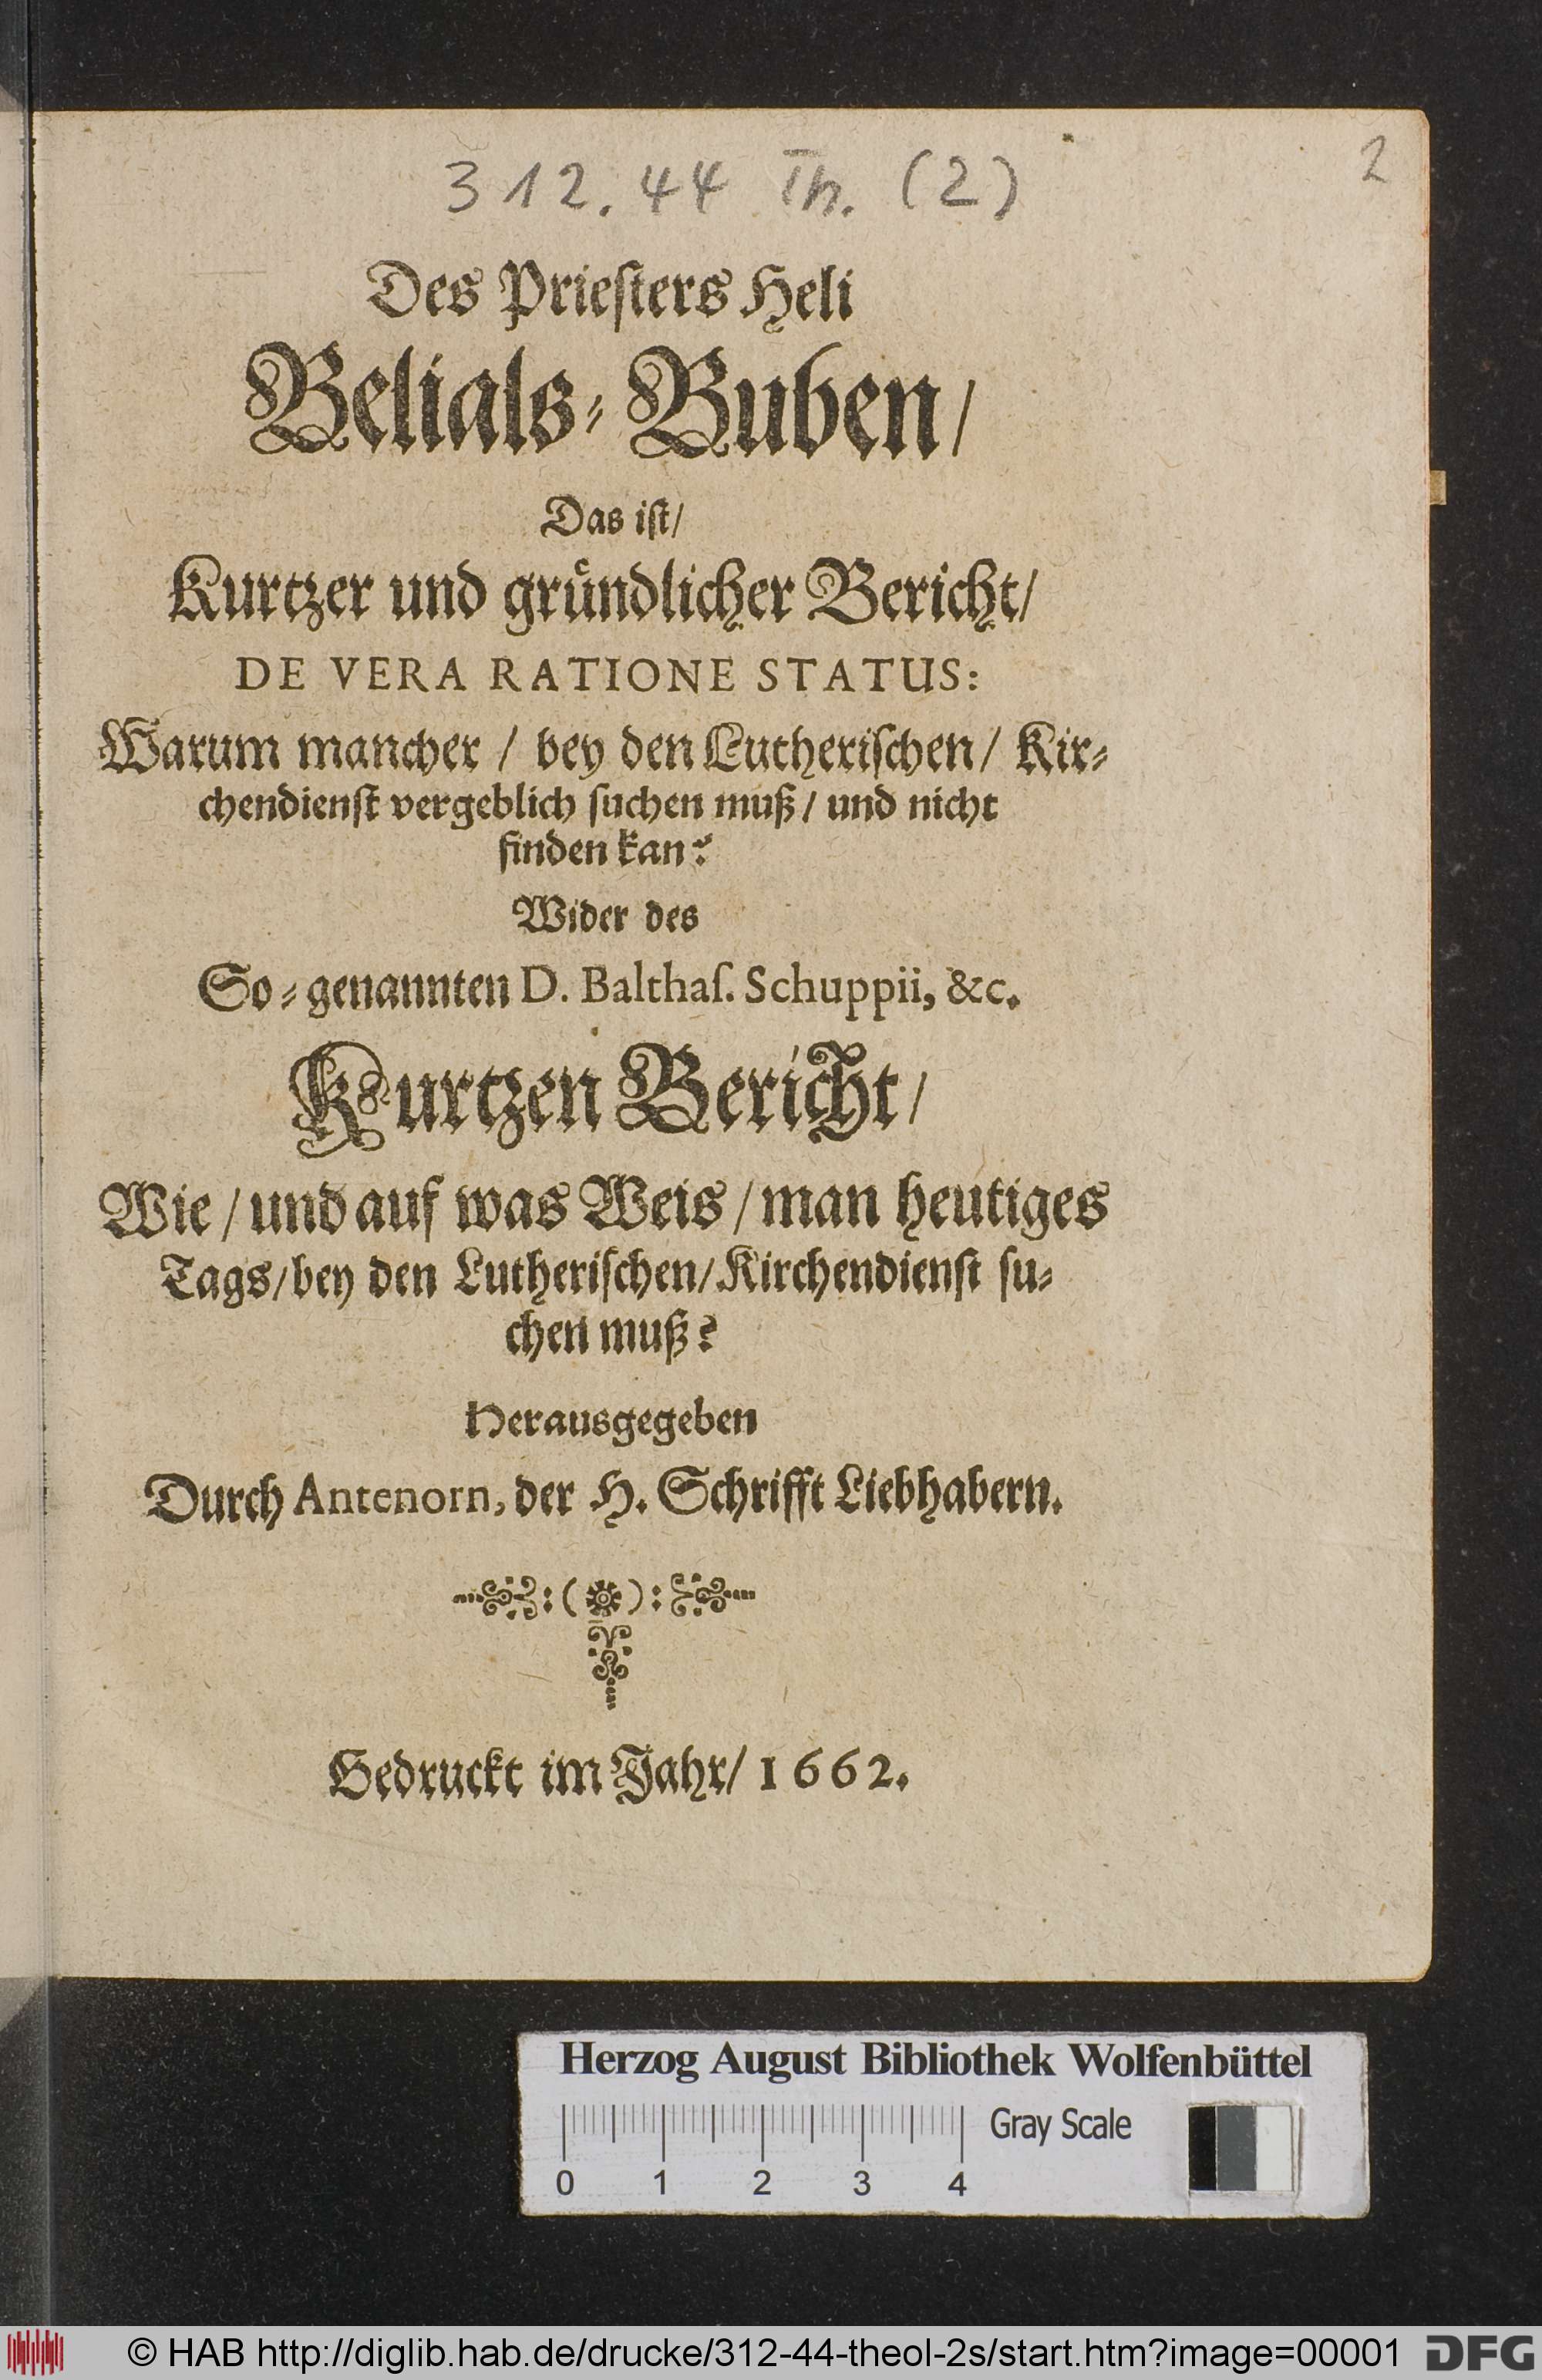 312.44 Th. (2)
2
Des Priesters Heli
Belials-Buben/
Das ist/
Kurtzer und gründlicher Bericht/
DE VERA RATIONE STATUS:
Warum mancher / bey den Lutherischen / Kir-
chendienst vergeblich suchen muß / und nicht
finden kan?
Wider des
So-genannten D. Balthas. Schuppii, &c.
Kurtzen Bericht /
Wie / und auf was Weis / man heutiges
Tags / bey den Lutherischen / Kirchendienst su-
chen muß?
Herausgegeben
Durch Antenorn, der H. Schrifft Liebhabern.
:( ):
Gedruckt im Jahr / 1662.
Herzog August Bibliothek Wolfenbüttel
Gray Scale
0 1 2 3 4
© HAB http://diglib.hab.de/drucke/312-44-theol-2s/start.htm?image=00001 DFG